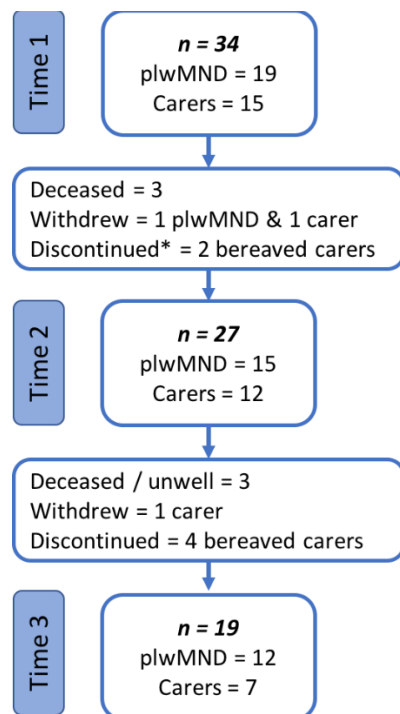 Time 1
n = 34
plwMND = 19
Carers = 15
Deceased = 3
Withdrew = 1 plwMND & 1 carer
Discontinued* = 2 bereaved carers
Time 2
n = 27
plwMND = 15
Carers = 12
Deceased / unwell = 3
Withdrew = 1 carer
Discontinued = 4 bereaved carers
Time 3
n = 19
plwMND = 12
Carers = 7